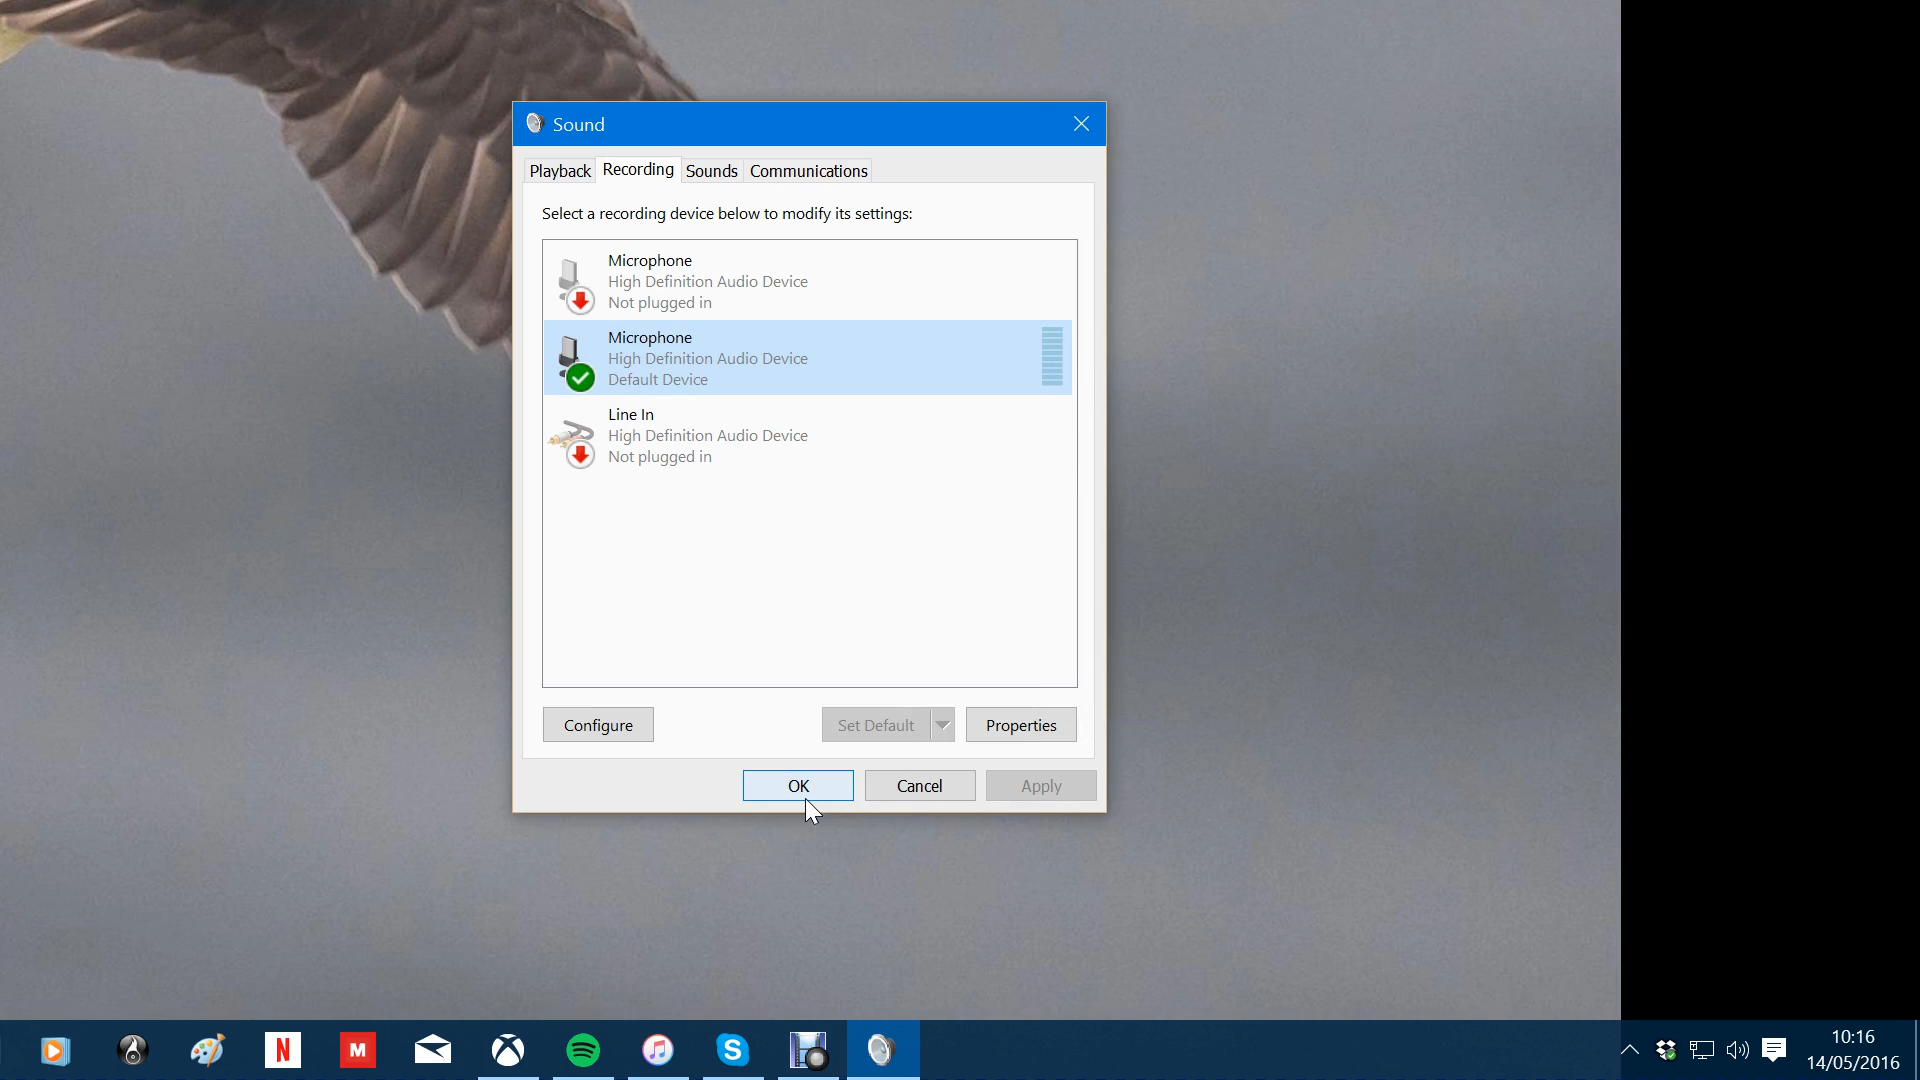 Sound
Playback Recording Sounds Communications
Select a recording device below to modify its settings:
Microphone
High Definition Audio Device
Not plugged in
Microphone
High Definition Audio Device
Default Device
Line In
High Definition Audio Device
Not plugged in
Configure Set Default Properties
OK Cancel Apply
N M S
10:16
14/05/2016